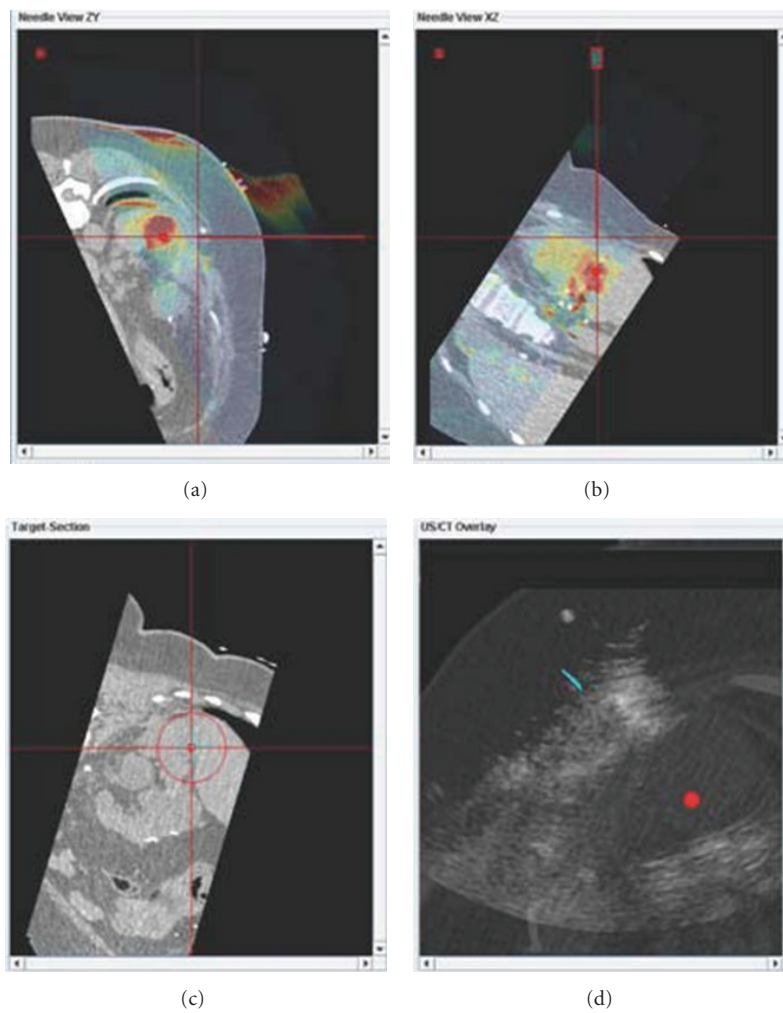 Needle View ZY
Needle View XZ
(a)
(b)
Target-Section
US/CT Overlay
(c)
(d)